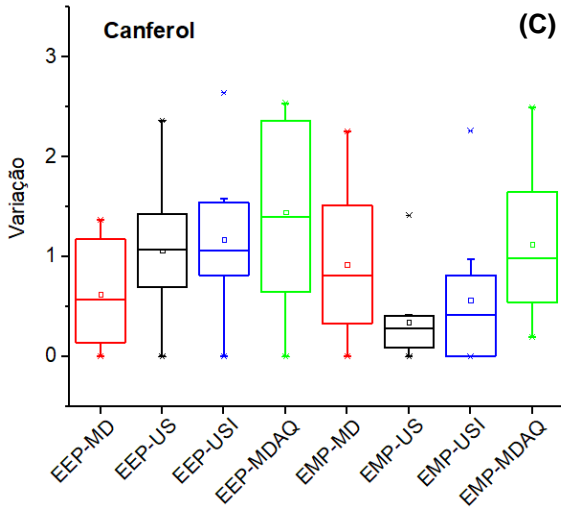 Canferol
(C)
3
2
1
0
Variação
EEP-MD
EEP-US
EEP-USI
EEP-MDAQ
EMP-MD
EMP-US
EMP-USI
EMP-MDAQ